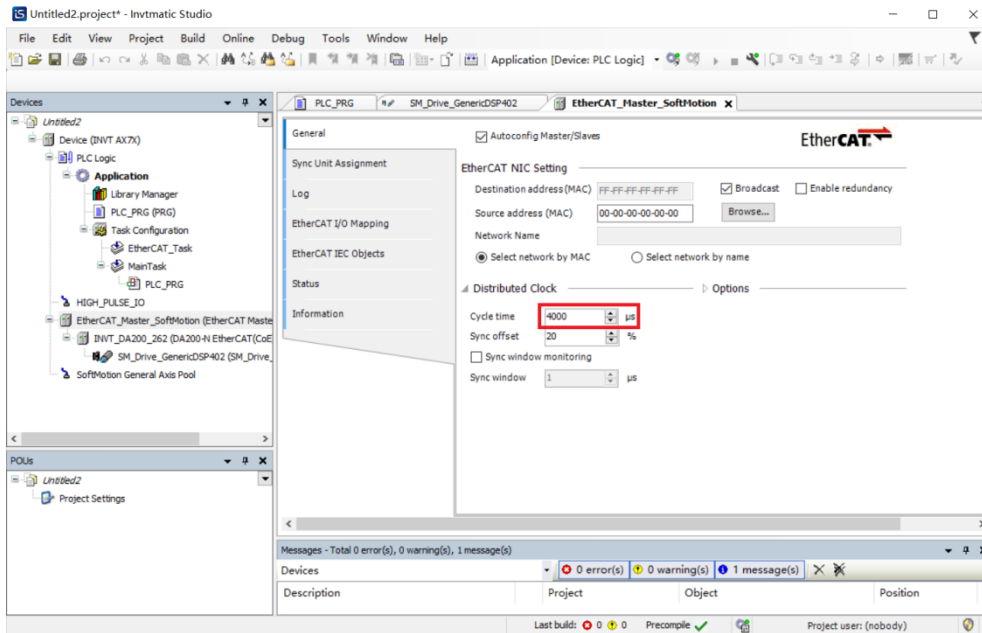 Untitled2.project* - Invtmatic Studio
File Edit View Project Build Online Debug Tools Window Help
Application [Device: PLC Logic]
Devices
PLC_PRG
SM_Drive_GenericDSP402
EtherCAT_Master_SoftMotion
Untitled2
Device (INVT AX7X)
PLC Logic
Application
Library Manager
PLC_PRG (PRG)
Task Configuration
EtherCAT_Task
MainTask
PLC_PRG
HIGH_PULSE_IO
EtherCAT_Master_SoftMotion (EtherCAT Maste
INVT_DA200_262 (DA200-N EtherCAT(CoE
SM_Drive_GenericDSP402 (SM_Drive_
SoftMotion General Axis Pool
POUs
Untitled2
Project Settings
General
Sync Unit Assignment
Log
EtherCAT I/O Mapping
EtherCAT IEC Objects
Status
Information
Autoconfig Master/Slaves
EtherCAT
EtherCAT NIC Setting
Destination address(MAC) FF-FF-FF-FF-FF-FF Broadcast Enable redundancy
Source address (MAC) 00-00-00-00-00-00 Browse...
Network Name
Select network by MAC Select network by name
Distributed Clock Options
Cycle time 4000 µs
Sync offset 20 %
Sync window monitoring
Sync window 1 µs
Messages - Total 0 error(s), 0 warning(s), 1 message(s)
Devices 0 error(s) 0 warning(s) 1 message(s)
Description Project Object Position
Last build: 0 0 Precompile Project user: (nobody)